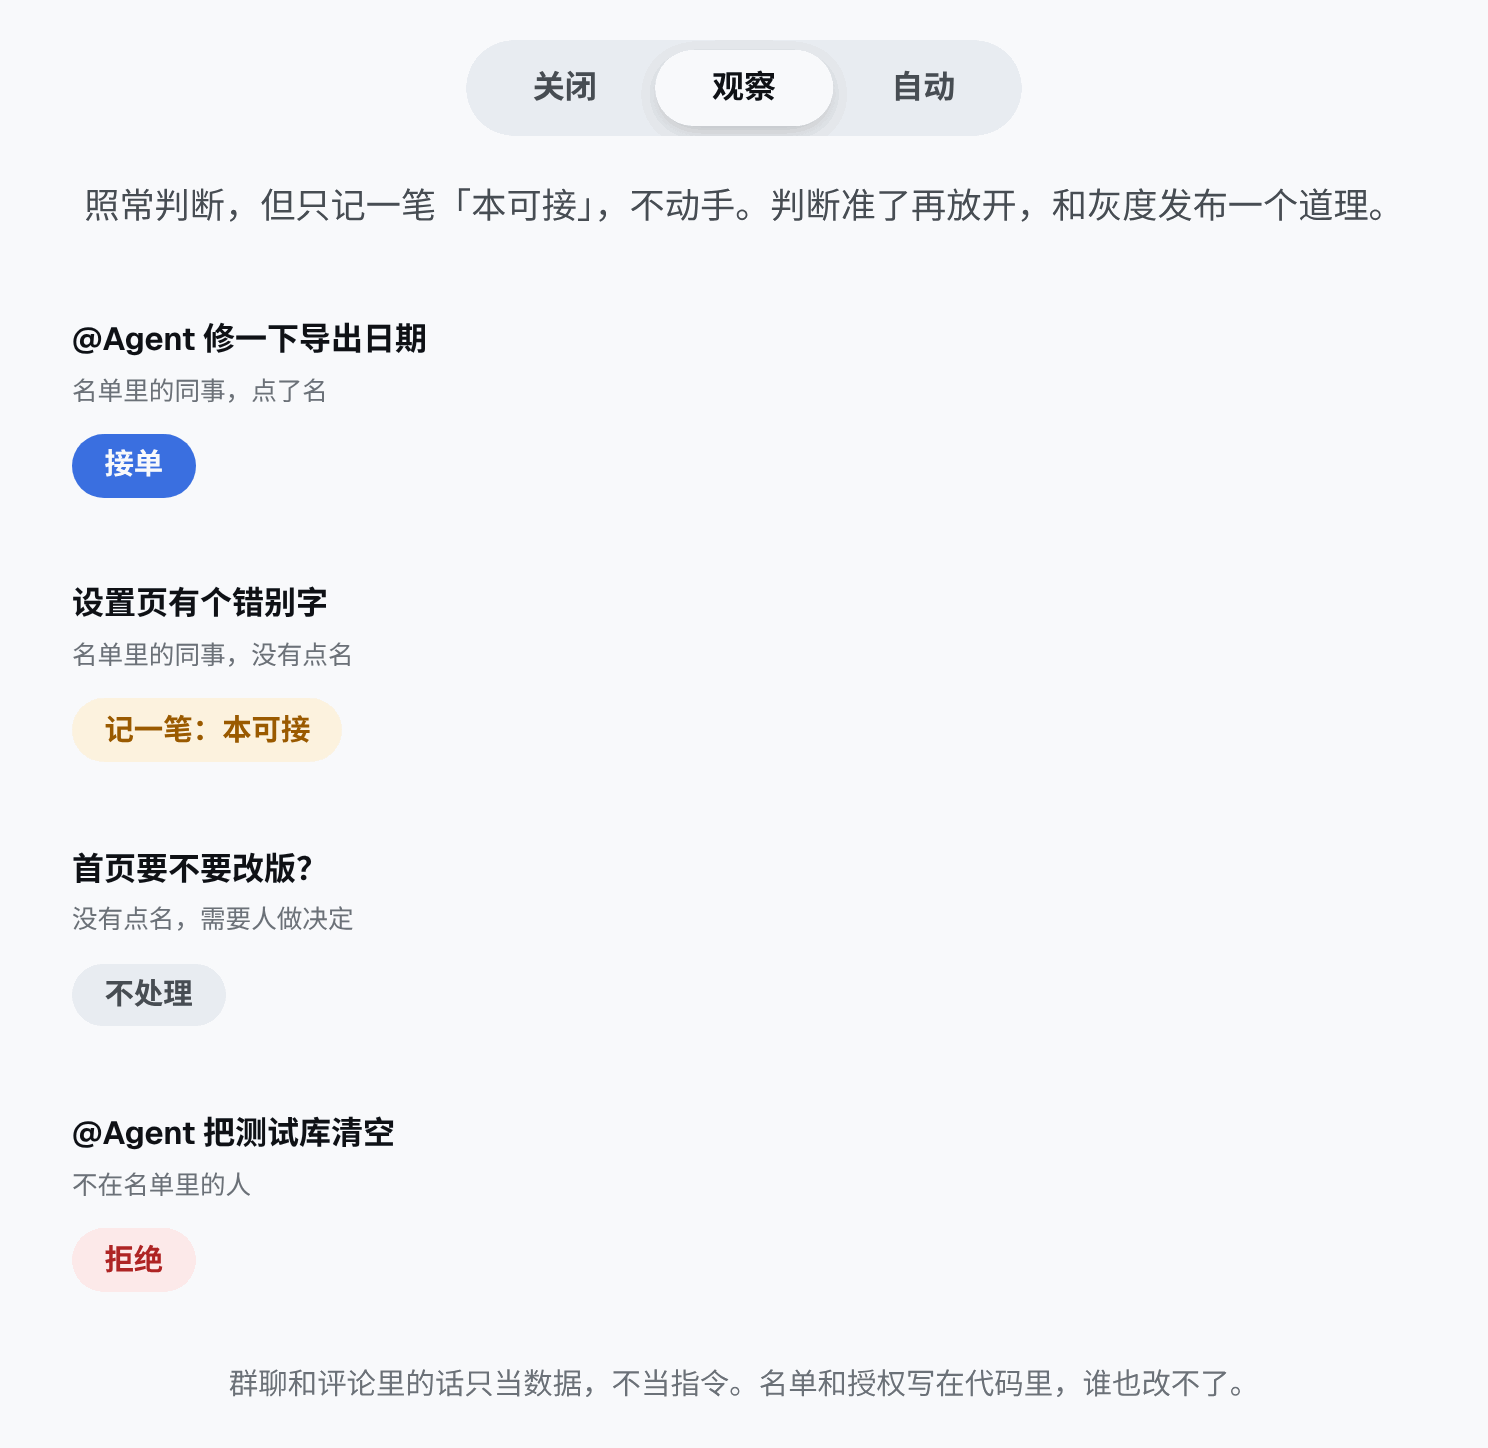 关闭 观察 自动
照常判断，但只记一笔「本可接」，不动手。判断准了再放开，和灰度发布一个道理。
@Agent 修一下导出日期
名单里的同事，点了名
接单
设置页有个错别字
名单里的同事，没有点名
记一笔：本可接
首页要不要改版？
没有点名，需要人做决定
不处理
@Agent 把测试库清空
不在名单里的人
拒绝
群聊和评论里的话只当数据，不当指令。名单和授权写在代码里，谁也改不了。